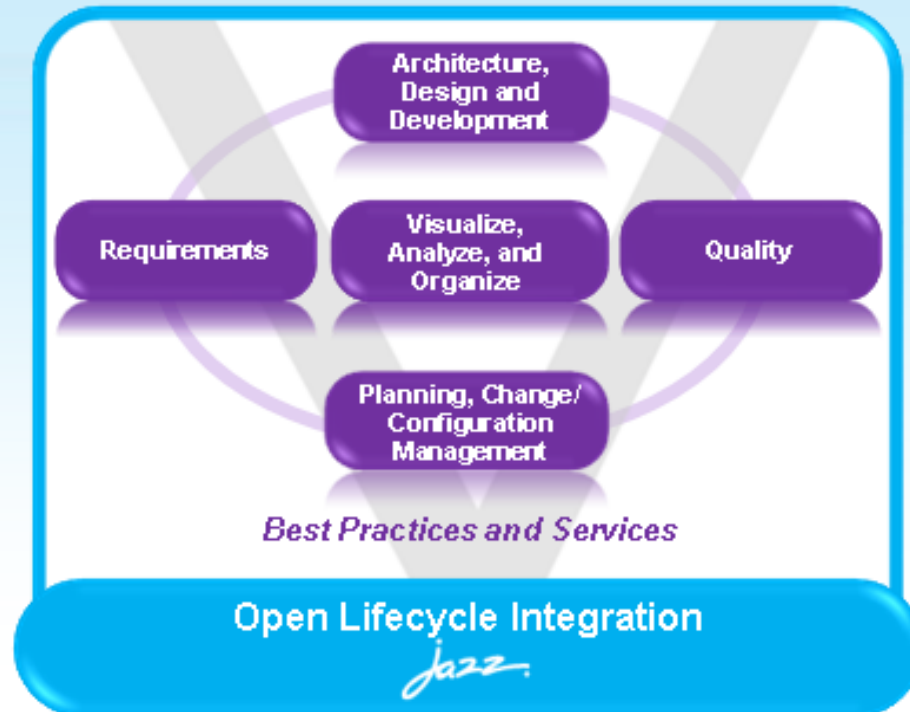 Architecture,
Design and
Development
Requirements
Visualize,
Analyze, and
Organize
Quality
Planning, Change/
Configuration
Management
Best Practices and Services
Open Lifecycle Integration
jazz